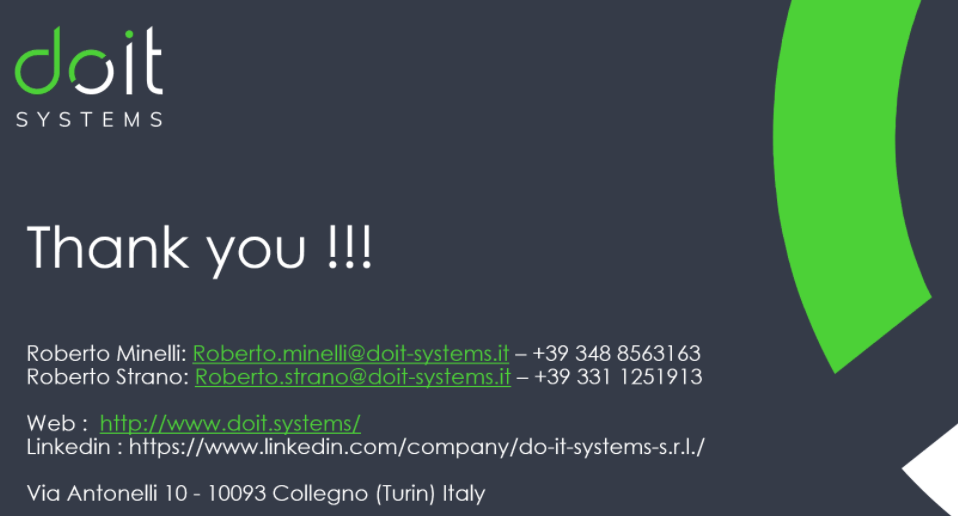 doit
SYSTEMS
Thank you !!!
Roberto Minelli: Roberto.minelli@doit-systems.it – +39 348 8563163
Roberto Strano: Roberto.strano@doit-systems.it – +39 331 1251913
Web :  http://www.doit.systems/
Linkedin : https://www.linkedin.com/company/do-it-systems-s.r.l./
Via Antonelli 10 - 10093 Collegno (Turin) Italy